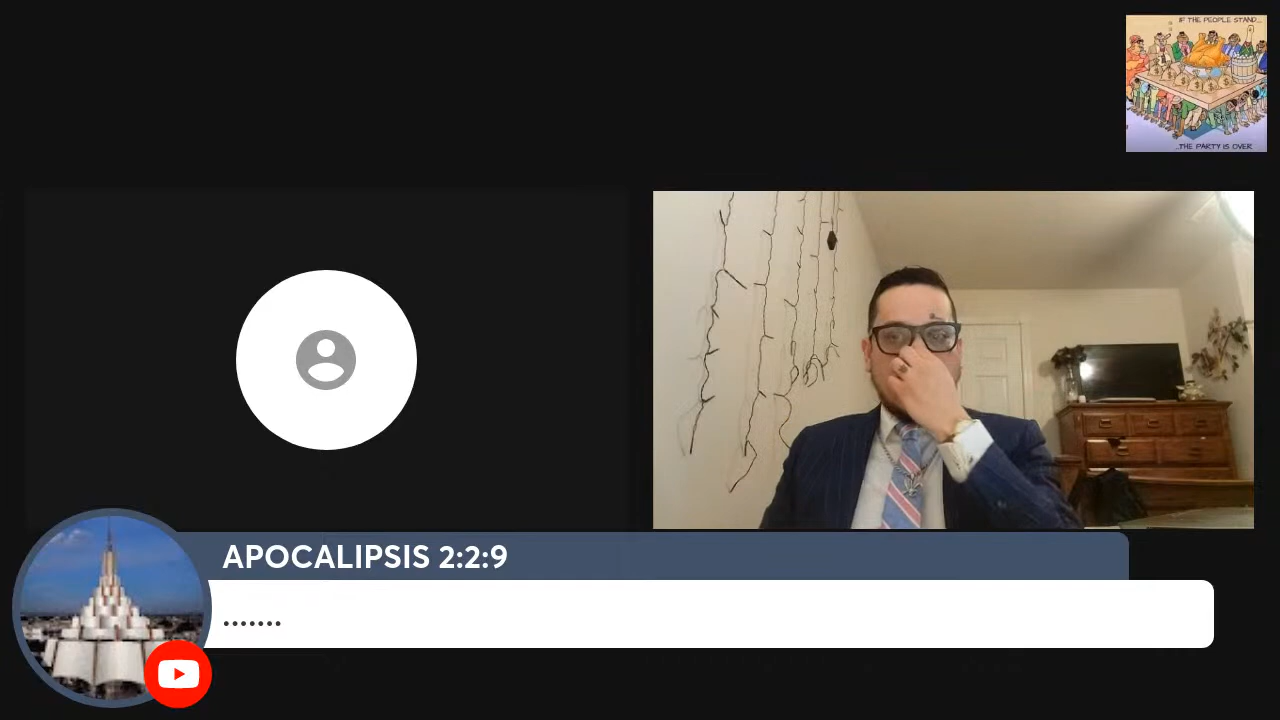 IF THE PEOPLE STAND...
...THE PARTY IS OVER
APOCALIPSIS 2:2:9
.......